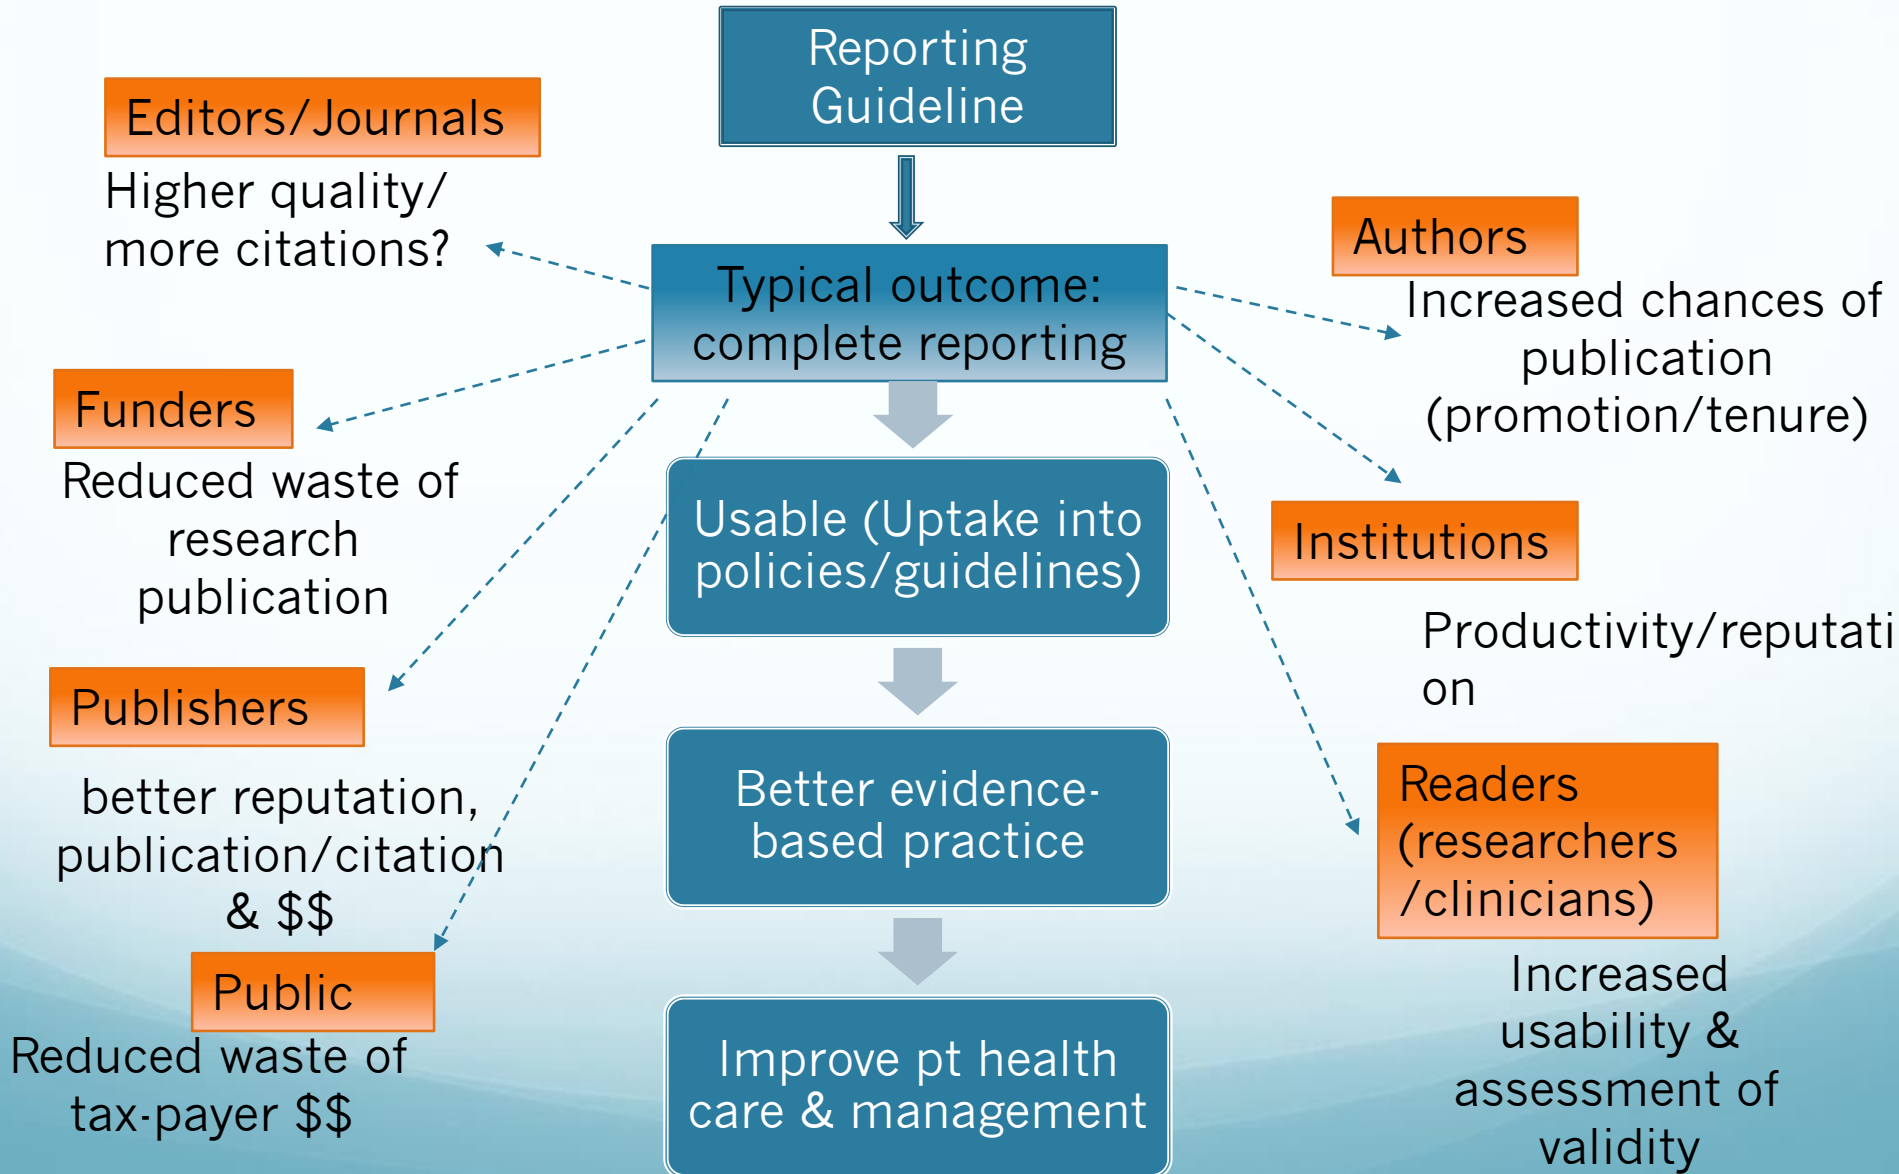 Reporting
Guideline
Editors/Journals
Higher quality/
more citations?
Typical outcome:
complete reporting
Authors
Increased chances of
publication
(promotion/tenure)
Funders
Reduced waste of
research
publication
Usable (Uptake into
policies/guidelines)
Institutions
Productivity/reputati
on
Publishers
better reputation,
publication/citation
& $$
Better evidence-
based practice
Readers
(researchers
/clinicians)
Increased
usability &
assessment of
validity
Public
Reduced waste of
tax-payer $$
Improve pt health
care & management